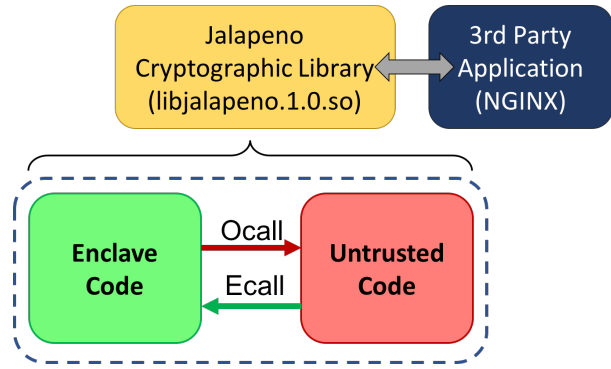 Jalapeno
Cryptographic Library
(libjalapeno.1.0.so)
3rd Party
Application
(NGINX)
Enclave
Code
Ocall
Ecall
Untrusted
Code